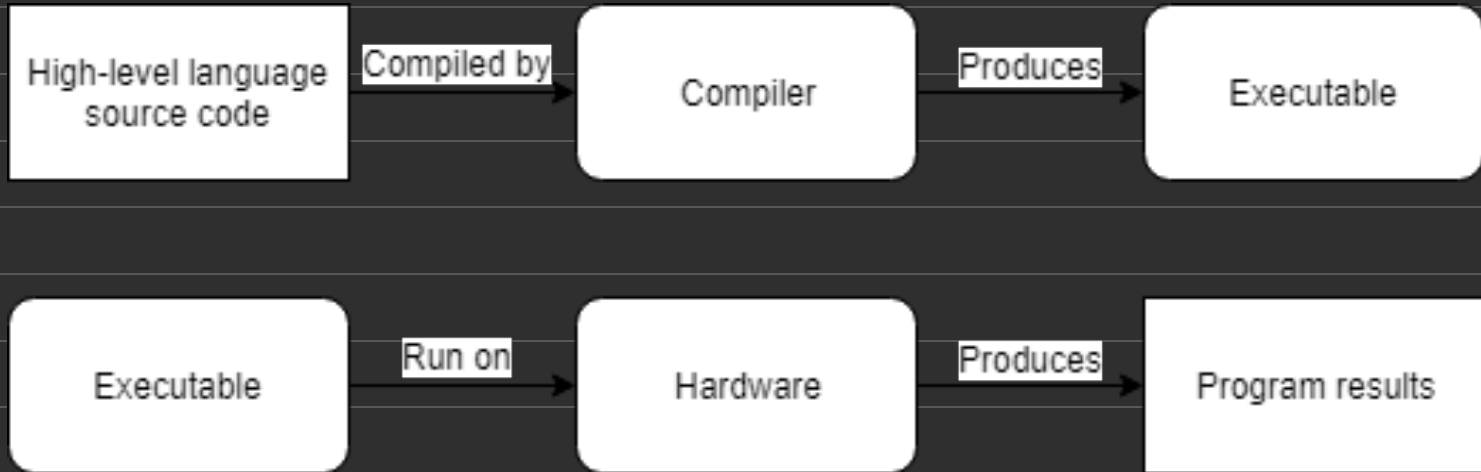 High-level language
source code
Compiled by
Compiler
Produces
Executable
Executable
Run on
Hardware
Produces
Program results